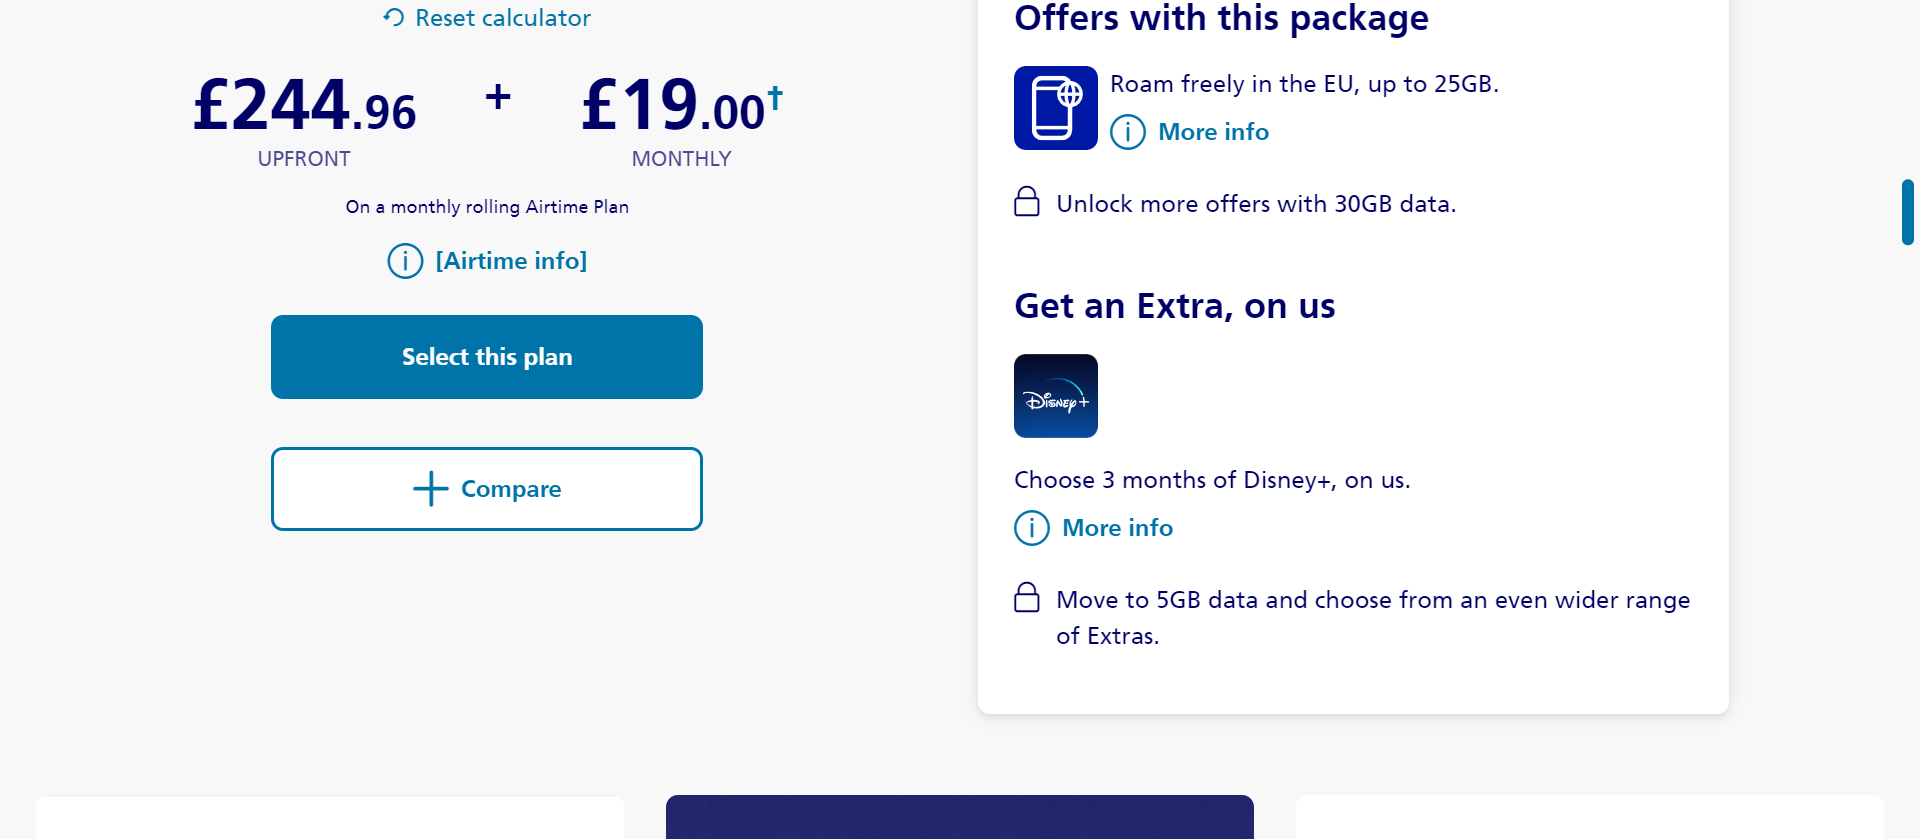 Reset calculator
£244.96
+
£19.00†
UPFRONT
MONTHLY
On a monthly rolling Airtime Plan
[Airtime info]
Select this plan
Compare
Offers with this package
Roam freely in the EU, up to 25GB.
More info
Unlock more offers with 30GB data.
Get an Extra, on us
Disney+
Choose 3 months of Disney+, on us.
More info
Move to 5GB data and choose from an even wider range
of Extras.